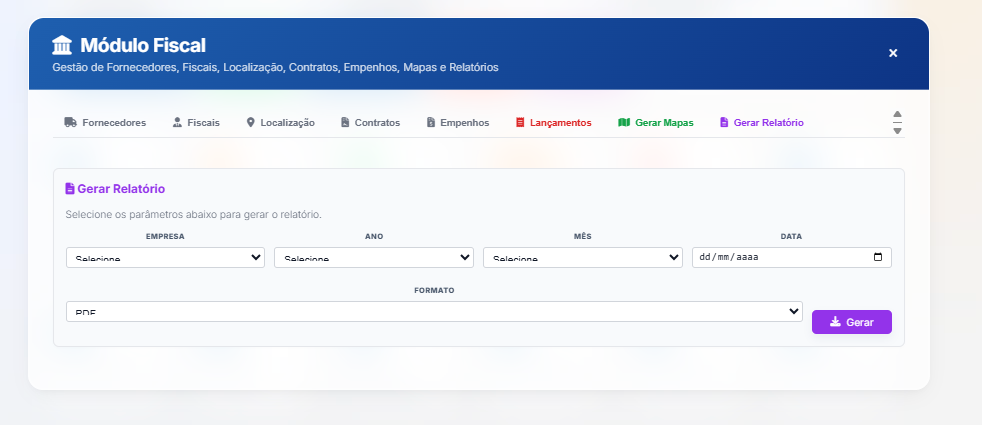 Módulo Fiscal
Gestão de Fornecedores, Fiscais, Localização, Contratos, Empenhos, Mapas e Relatórios
×
Fornecedores Fiscais Localização Contratos Empenhos Lançamentos Gerar Mapas Gerar Relatório
Gerar Relatório
Selecione os parâmetros abaixo para gerar o relatório.
EMPRESA ANO MÊS DATA
Selecione Selecione Selecione dd/mm/aaaa
FORMATO
PDF
Gerar